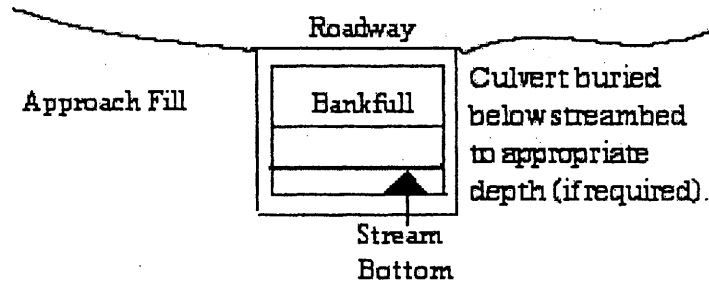 Roadway
Approach Fill
Bankfull
Culvert buried
below streambed
to appropriate
depth (if required).
Stream
Bottom